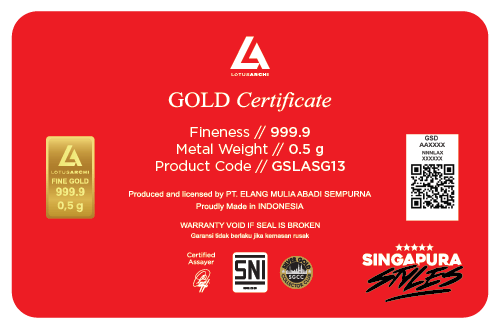 LOTUSARCHI
GOLD Certificate
Fineness // 999.9
Metal Weight // 0.5 g
Product Code // GSLASG13
LOTUSARCHI
FINE GOLD
999.9
0,5 g
GSD
AAXXXX
NNNLAX
XXXXXX
Produced and licensed by PT. ELANG MULIA ABADI SEMPURNA
Proudly Made in INDONESIA
WARRANTY VOID IF SEAL IS BROKEN
Garansi tidak berlaku jika kemasan rusak
Certified
Assayer
SNI
SILVER GOLD
SGCC
★★★★★
SINGAPURA
STYLES